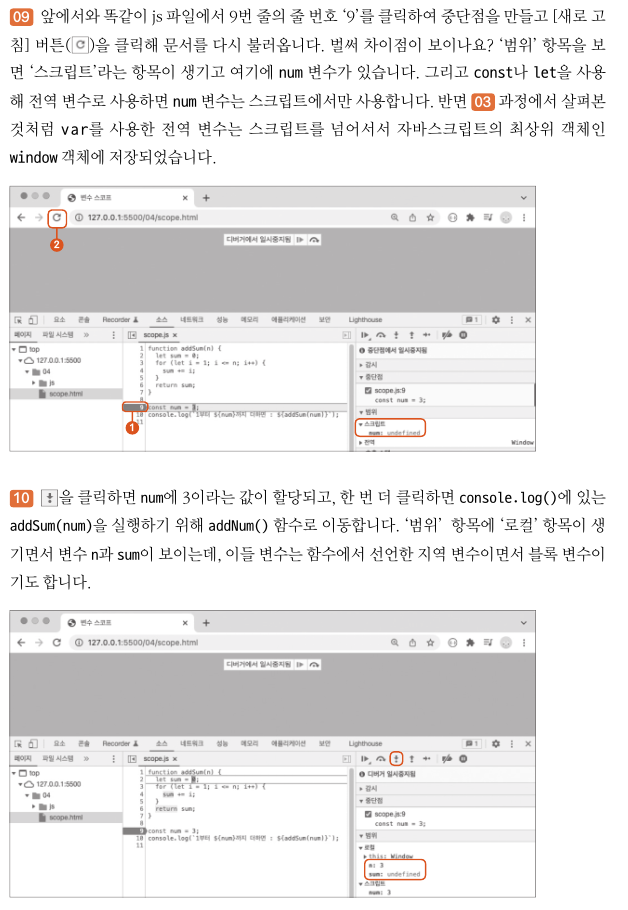 09 앞에서와 똑같이 js 파일에서 9번 줄의 줄 번호 ‘9’를 클릭하여 중단점을 만들고 [새로 고
침] 버튼( )을 클릭해 문서를 다시 불러옵니다. 벌써 차이점이 보이나요? ‘범위’ 항목을 보
면 ‘스크립트’라는 항목이 생기고 여기에 num 변수가 있습니다. 그리고 const나 let을 사용
해 전역 변수로 사용하면 num 변수는 스크립트에서만 사용합니다. 반면 03 과정에서 살펴본
것처럼 var를 사용한 전역 변수는 스크립트를 넘어서서 자바스크립트의 최상위 객체인
window 객체에 저장되었습니다.
변수 스코프
127.0.0.1:5500/04/scope.html
2
디버거에서 일시중지됨
요소 콘솔 Recorder 소스 네트워크 성능 메모리 애플리케이션 보안 Lighthouse 1
페이지 파일 시스템 » scope.js ×
top
127.0.0.1:5500
04
js
scope.html
1 function addSum(n) {
2 let sum = 0;
3 for (let i = 1; i <= n; i++) {
4 sum += i;
5 }
6 return sum;
7 }
8
9 const num = 3;
10 console.log(`1부터 ${num}까지 더하면 : ${addSum(num)}`);
11
1
중단점에서 일시중지됨
감시
중단점
scope.js:9
const num = 3;
범위
스크립트
num: undefined
전역 Window
10 을 클릭하면 num에 3이라는 값이 할당되고, 한 번 더 클릭하면 console.log()에 있는
addSum(num)을 실행하기 위해 addNum() 함수로 이동합니다. ‘범위’ 항목에 ‘로컬’ 항목이 생
기면서 변수 n과 sum이 보이는데, 이들 변수는 함수에서 선언한 지역 변수이면서 블록 변수이
기도 합니다.
변수 스코프
127.0.0.1:5500/04/scope.html
디버거에서 일시중지됨
요소 콘솔 Recorder 소스 네트워크 성능 메모리 애플리케이션 보안 Lighthouse 1
페이지 파일 시스템 » scope.js ×
top
127.0.0.1:5500
04
js
scope.html
1 function addSum(n) {
2 let sum = 0;
3 for (let i = 1; i <= n; i++) {
4 sum += i;
5 }
6 return sum;
7 }
8
9 const num = 3;
10 console.log(`1부터 ${num}까지 더하면 : ${addSum(num)}`);
11
디버거 일시중지됨
감시
중단점
scope.js:9
const num = 3;
범위
로컬
this: Window
n: 3
sum: undefined
스크립트
num: 3